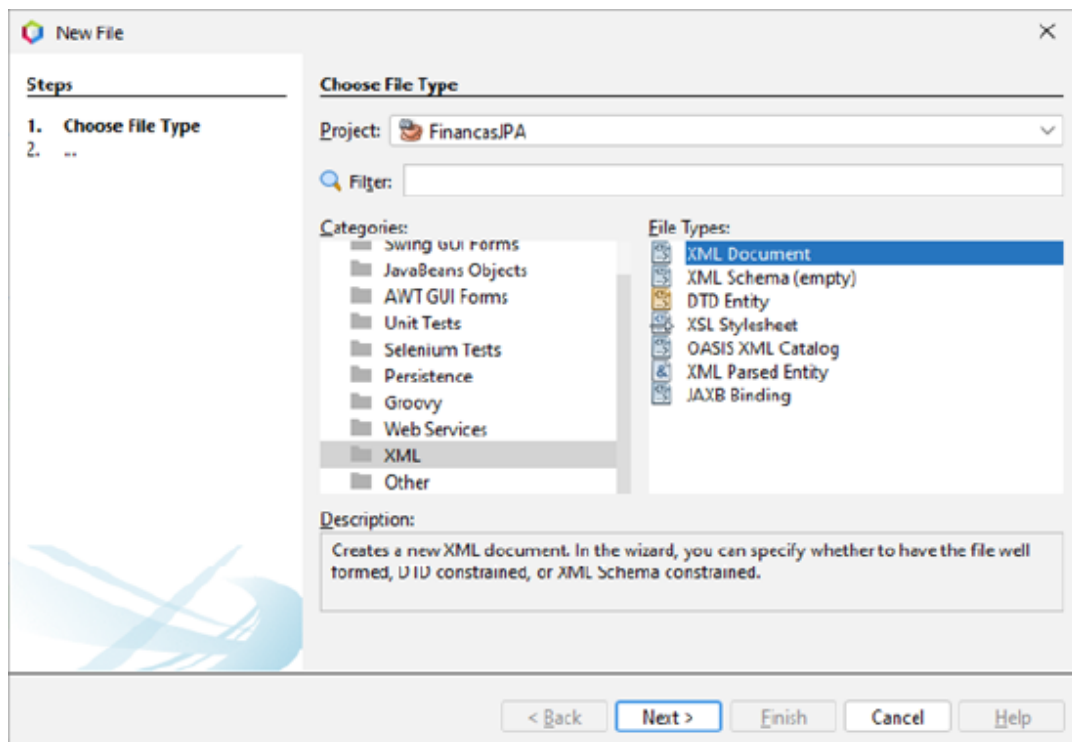 New File
Steps
1. Choose File Type
2. ...
Choose File Type
Project: FinancasJPA
Filter:
Categories:
Swing GUI Forms
JavaBeans Objects
AWT GUI Forms
Unit Tests
Selenium Tests
Persistence
Groovy
Web Services
XML
Other
File Types:
XML Document
XML Schema (empty)
DTD Entity
XSL Stylesheet
OASIS XML Catalog
XML Parsed Entity
JAXB Binding
Description:
Creates a new XML document. In the wizard, you can specify whether to have the file well
formed, DTD constrained, or XML Schema constrained.
< Back Next > Finish Cancel Help